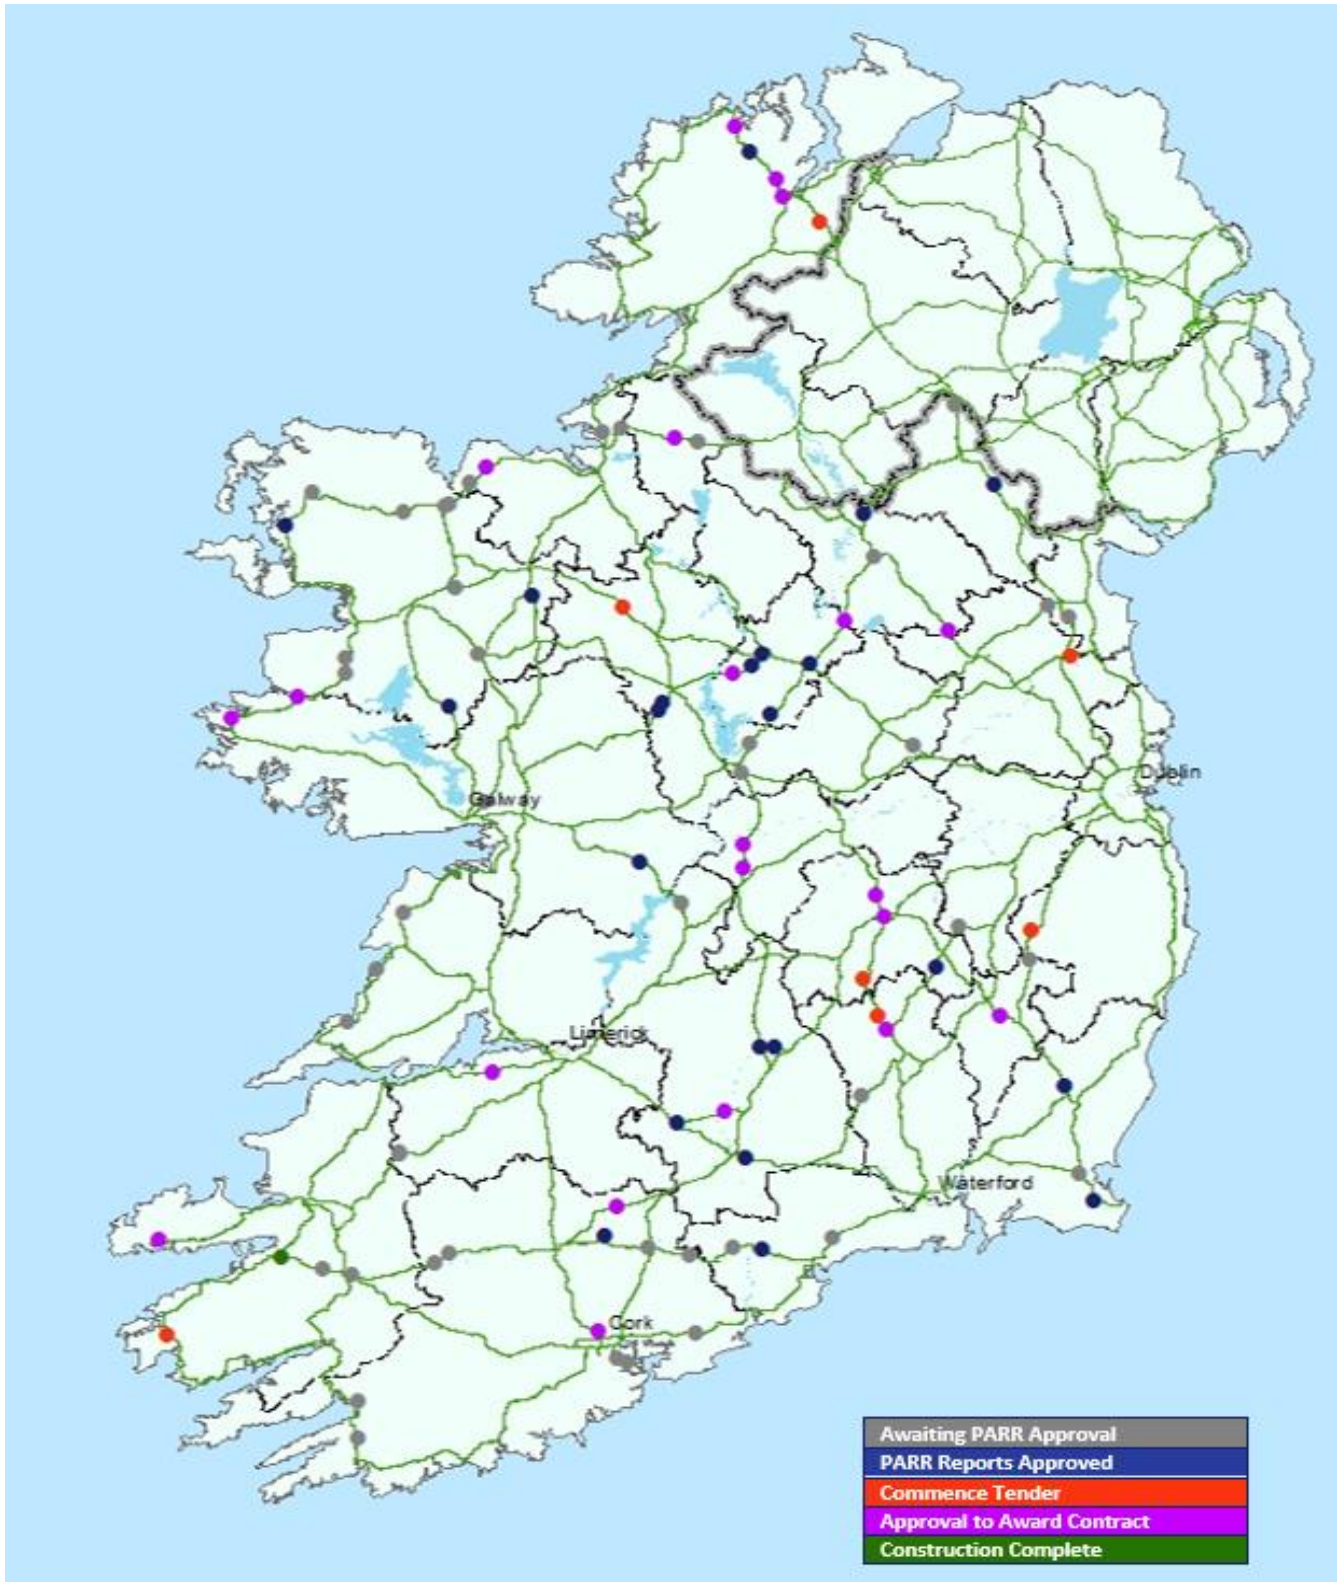 Dublin
Galway
Limerick
Waterford
Cork
Awaiting PARR Approval
PARR Reports Approved
Commence Tender
Approval to Award Contract
Construction Complete